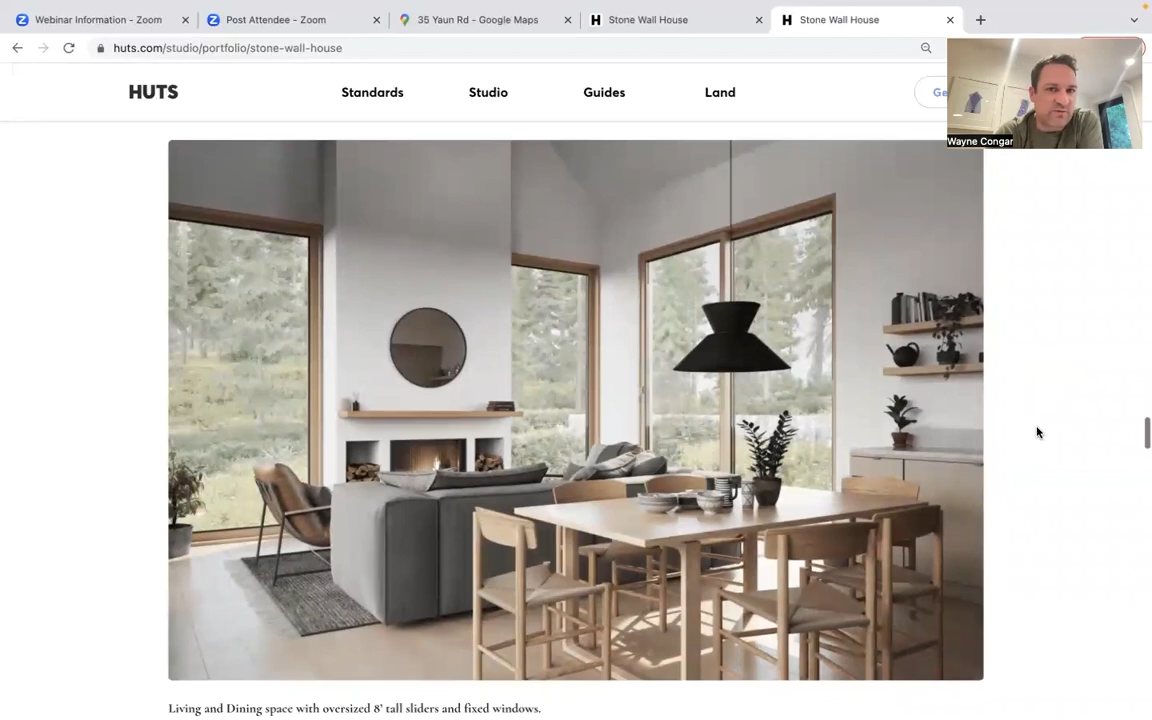 Webinar Information - Zoom
Post Attendee - Zoom
35 Yaun Rd - Google Maps
Stone Wall House
Stone Wall House
huts.com/studio/portfolio/stone-wall-house
HUTS
Standards
Studio
Guides
Land
Ge
Wayne Congar
Living and Dining space with oversized 8' tall sliders and fixed windows.